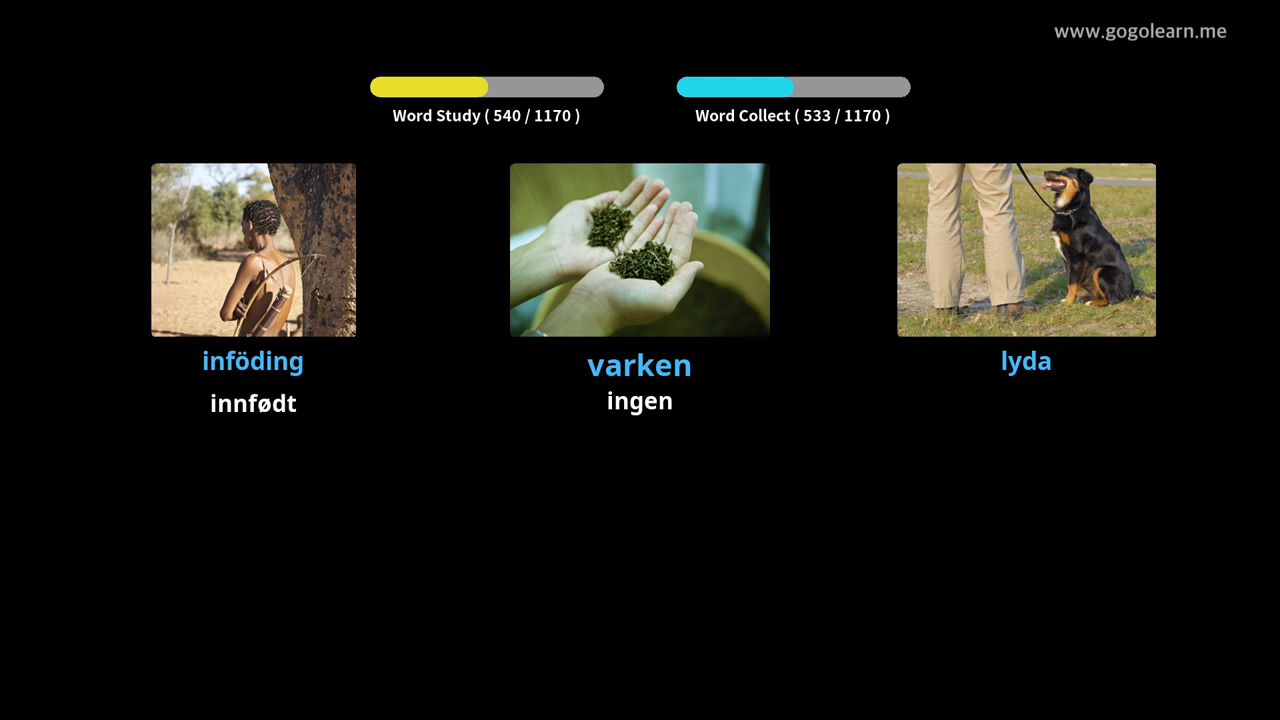 www.gogolearn.me
Word Study ( 540 / 1170 )
Word Collect ( 533 / 1170 )
inföding
innfødt
varken
ingen
lyda